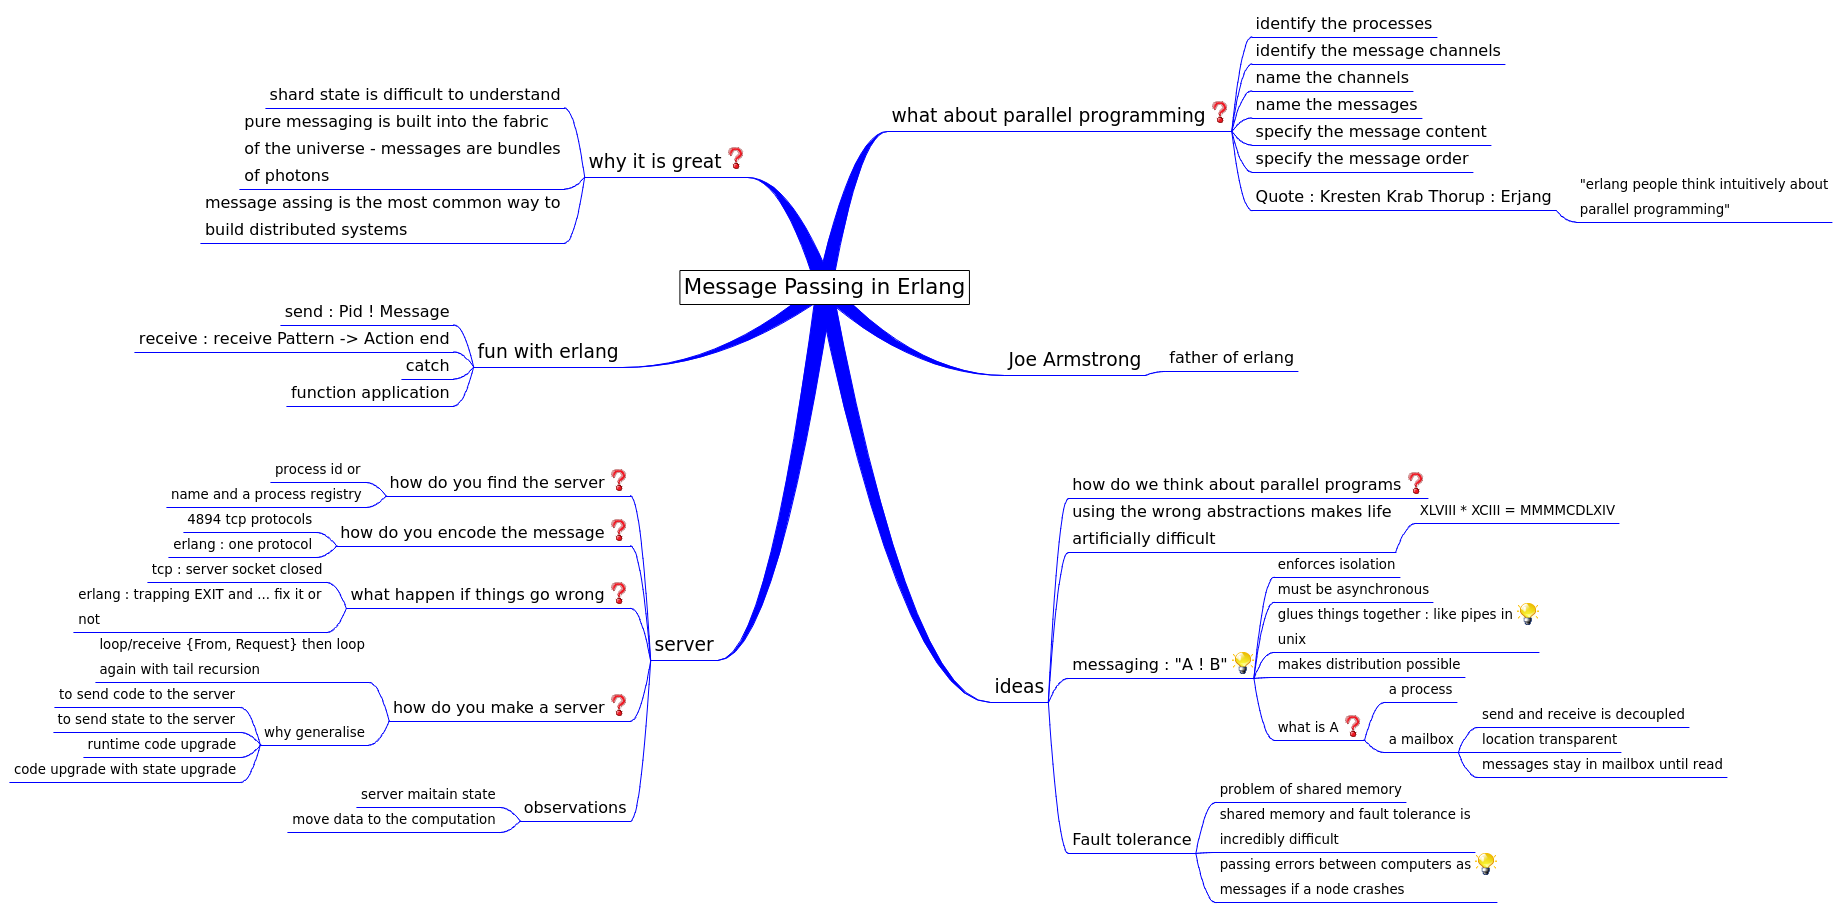 Message Passing in Erlang
what about parallel programming
identify the processes
identify the message channels
name the channels
name the messages
specify the message content
specify the message order
Quote : Kresten Krab Thorup : Erjang
"erlang people think intuitively about
parallel programming"
Joe Armstrong
father of erlang
ideas
how do we think about parallel programs
using the wrong abstractions makes life
artificially difficult
XLVIII * XCIII = MMMMCDLXIV
messaging : "A ! B"
enforces isolation
must be asynchronous
glues things together : like pipes in
unix
makes distribution possible
what is A
a process
a mailbox
send and receive is decoupled
location transparent
messages stay in mailbox until read
Fault tolerance
problem of shared memory
shared memory and fault tolerance is
incredibly difficult
passing errors between computers as
messages if a node crashes
why it is great
shard state is difficult to understand
pure messaging is built into the fabric
of the universe - messages are bundles
of photons
message assing is the most common way to
build distributed systems
fun with erlang
send : Pid ! Message
receive : receive Pattern -> Action end
catch
function application
server
how do you find the server
process id or
name and a process registry
how do you encode the message
4894 tcp protocols
erlang : one protocol
what happen if things go wrong
tcp : server socket closed
erlang : trapping EXIT and ... fix it or
not
how do you make a server
loop/receive {From, Request} then loop
again with tail recursion
why generalise
to send code to the server
to send state to the server
runtime code upgrade
code upgrade with state upgrade
observations
server maitain state
move data to the computation